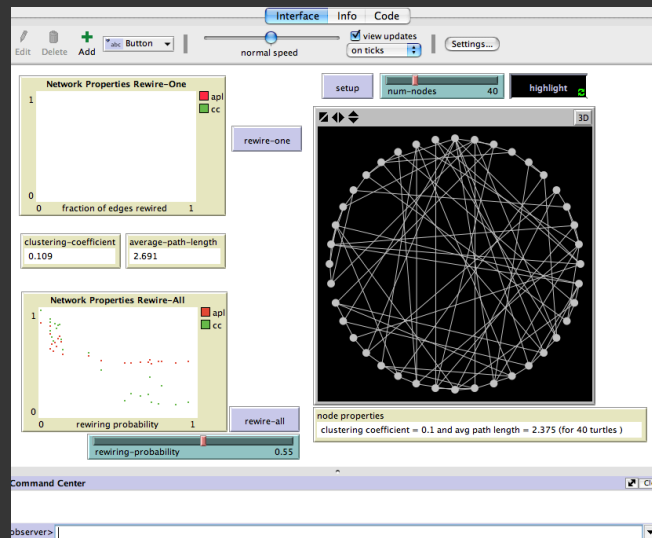 Interface Info Code
Edit Delete Add abc Button normal speed view updates on ticks Settings...
Network Properties Rewire-One
1
apl
cc
0
0 fraction of edges rewired 1
rewire-one
clustering-coefficient
0.109
average-path-length
2.691
Network Properties Rewire-All
1
apl
cc
0
0 rewiring probability 1
rewire-all
rewiring-probability 0.55
setup
num-nodes 40
highlight
3D
node properties
clustering coefficient = 0.1 and avg path length = 2.375 (for 40 turtles )
Command Center
observer>